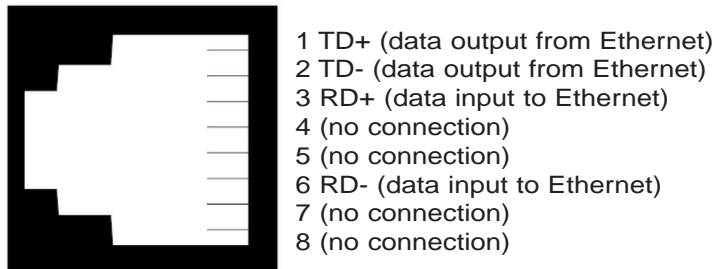 1 TD+ (data output from Ethernet)
2 TD- (data output from Ethernet)
3 RD+ (data input to Ethernet)
4 (no connection)
5 (no connection)
6 RD- (data input to Ethernet)
7 (no connection)
8 (no connection)